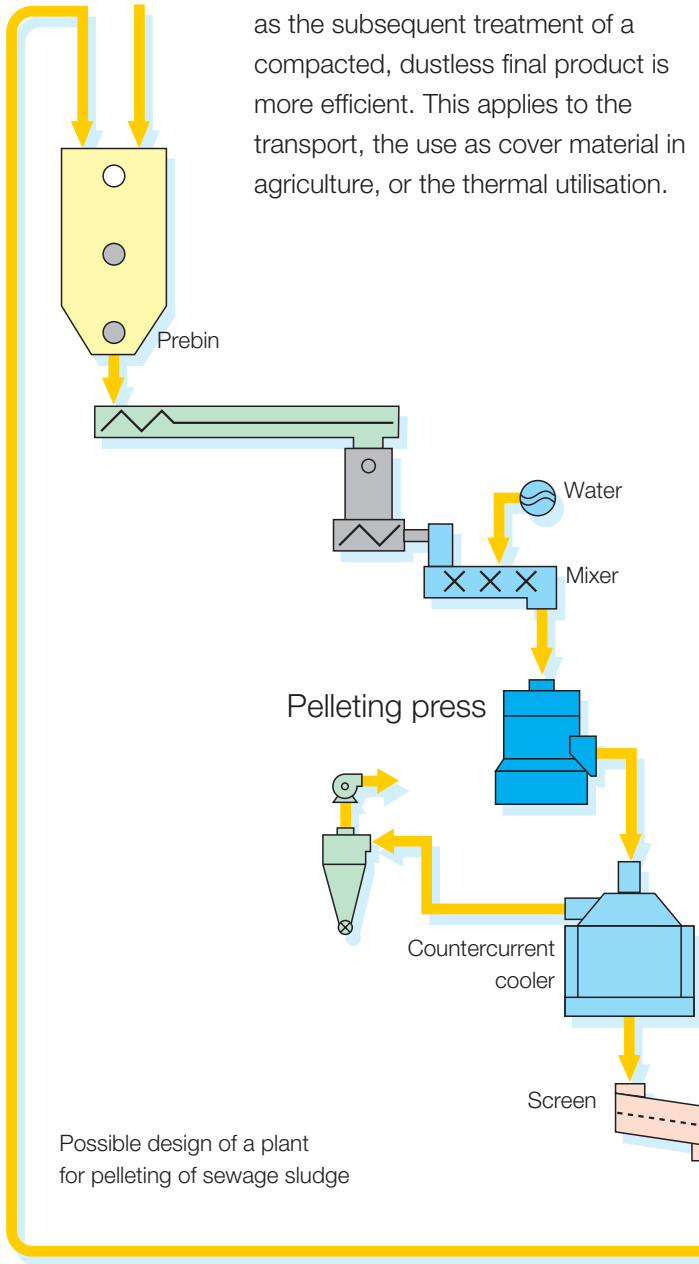 as the subsequent treatment of a
compacted, dustless final product is
more efficient. This applies to the
transport, the use as cover material in
agriculture, or the thermal utilisation.
Prebin
Water
Mixer
Pelleting press
Countercurrent
cooler
Screen
Possible design of a plant
for pelleting of sewage sludge